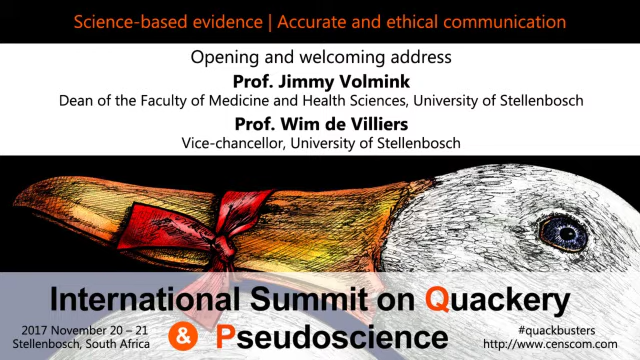 Science-based evidence | Accurate and ethical communication
Opening and welcoming address
Prof. Jimmy Volmink
Dean of the Faculty of Medicine and Health Sciences, University of Stellenbosch
Prof. Wim de Villiers
Vice-chancellor, University of Stellenbosch
International Summit on Quackery
& Pseudoscience
2017 November 20 – 21
Stellenbosch, South Africa
#quackbusters
http://www.censcom.com/